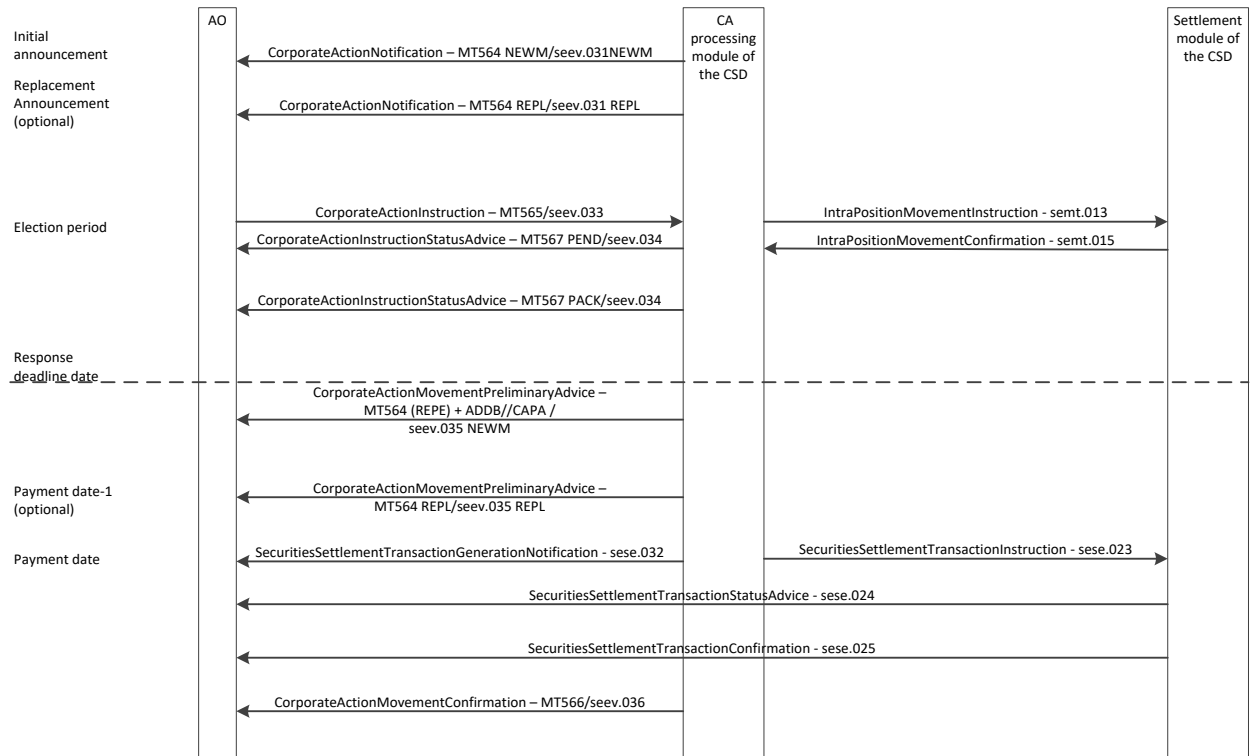 AO
CA
processing
module of
the CSD
Settlement
module of
the CSD
Initial
announcement
CorporateActionNotification – MT564 NEWM/seev.031NEWM
Replacement
Announcement
(optional)
CorporateActionNotification – MT564 REPL/seev.031 REPL
Election period
CorporateActionInstruction – MT565/seev.033
IntraPositionMovementInstruction - semt.013
CorporateActionInstructionStatusAdvice – MT567 PEND/seev.034
IntraPositionMovementConfirmation - semt.015
CorporateActionInstructionStatusAdvice – MT567 PACK/seev.034
Response
deadline date
CorporateActionMovementPreliminaryAdvice –
MT564 (REPE) + ADDB//CAPA /
seev.035 NEWM
Payment date-1
(optional)
CorporateActionMovementPreliminaryAdvice –
MT564 REPL/seev.035 REPL
Payment date
SecuritiesSettlementTransactionGenerationNotification - sese.032
SecuritiesSettlementTransactionInstruction - sese.023
SecuritiesSettlementTransactionStatusAdvice - sese.024
SecuritiesSettlementTransactionConfirmation - sese.025
CorporateActionMovementConfirmation – MT566/seev.036